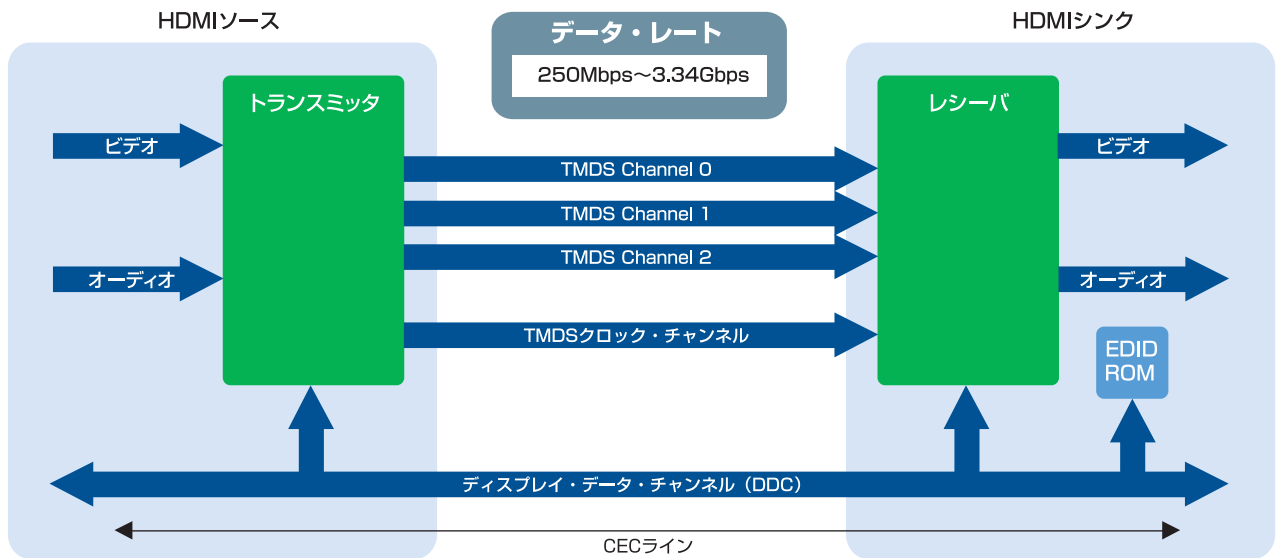 HDMIソース
データ・レート
250Mbps～3.34Gbps
HDMIシンク
トランスミッタ
レシーバ
ビデオ
TMDS Channel 0
ビデオ
TMDS Channel 1
TMDS Channel 2
オーディオ
オーディオ
TMDSクロック・チャンネル
EDID
ROM
ディスプレイ・データ・チャンネル（DDC）
CECライン